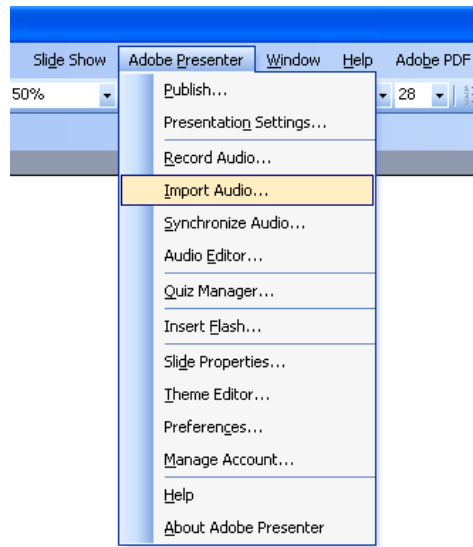 Slide Show Adobe Presenter Window Help Adobe PDF
50% 28
Publish...
Presentation Settings...
Record Audio...
Import Audio...
Synchronize Audio...
Audio Editor...
Quiz Manager...
Insert Flash...
Slide Properties...
Theme Editor...
Preferences...
Manage Account...
Help
About Adobe Presenter